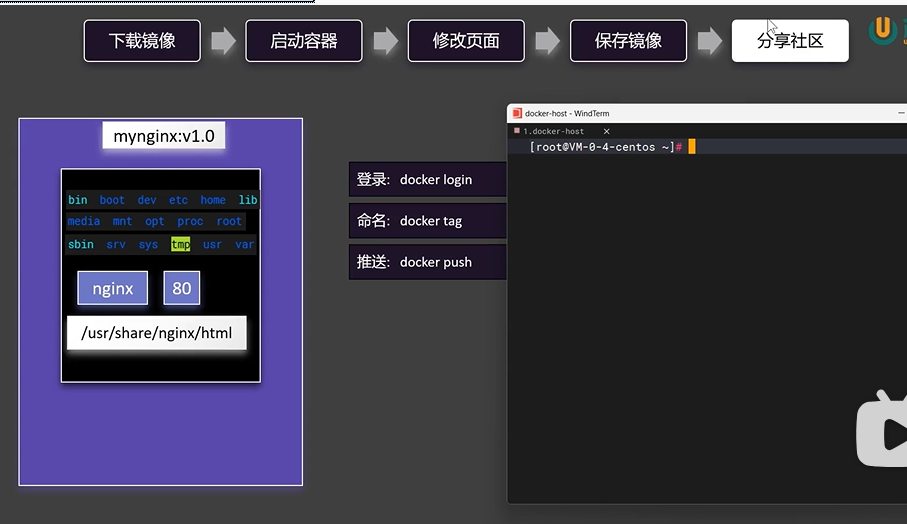 下载镜像
启动容器
修改页面
保存镜像
分享社区
mynginx:v1.0
bin boot dev etc home lib
media mnt opt proc root
sbin srv sys tmp usr var
nginx 80
/usr/share/nginx/html
登录: docker login
命名: docker tag
推送: docker push
docker-host - WindTerm
1.docker-host
[root@VM-0-4-centos ~]#